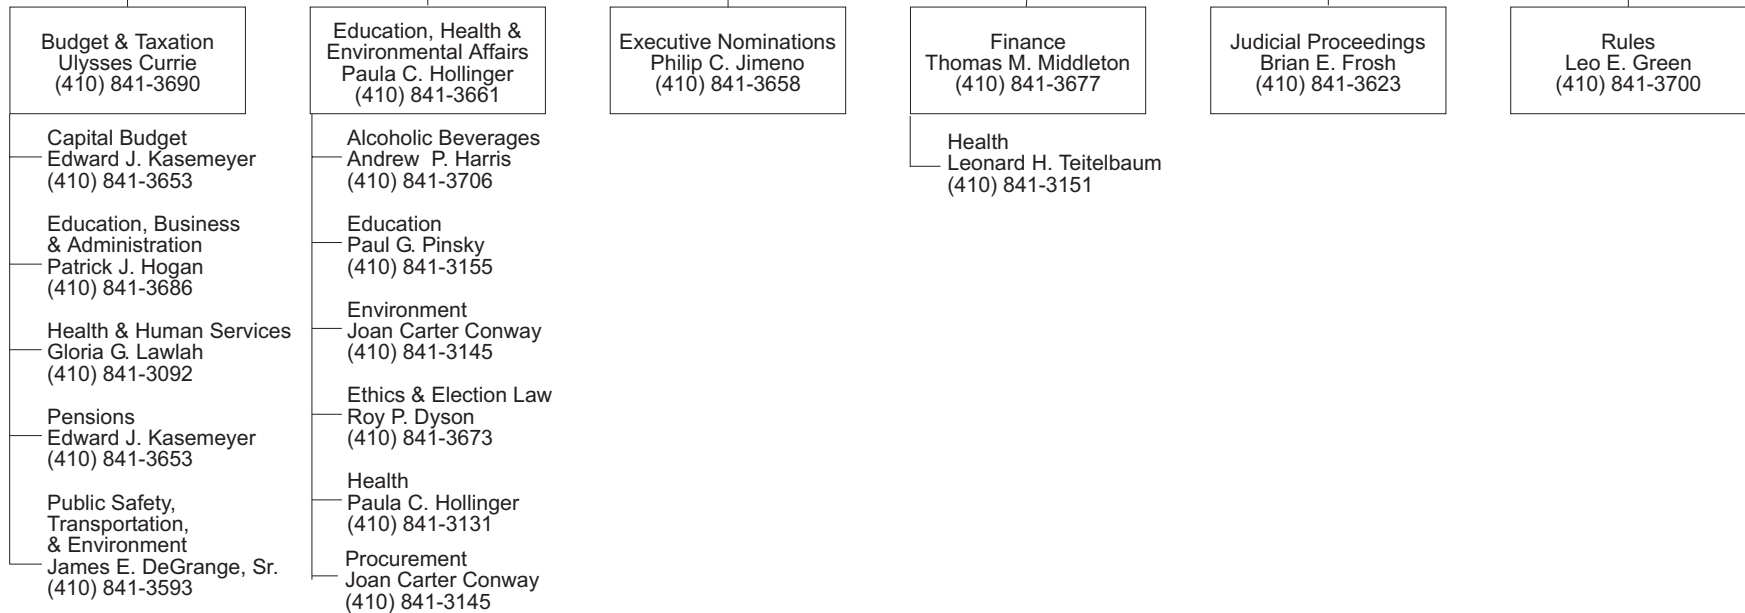 Budget & Taxation
Ulysses Currie
(410) 841-3690
Capital Budget
Edward J. Kasemeyer
(410) 841-3653
Education, Business
& Administration
Patrick J. Hogan
(410) 841-3686
Health & Human Services
Gloria G. Lawlah
(410) 841-3092
Pensions
Edward J. Kasemeyer
(410) 841-3653
Public Safety,
Transportation,
& Environment
James E. DeGrange, Sr.
(410) 841-3593
Education, Health &
Environmental Affairs
Paula C. Hollinger
(410) 841-3661
Alcoholic Beverages
Andrew P. Harris
(410) 841-3706
Education
Paul G. Pinsky
(410) 841-3155
Environment
Joan Carter Conway
(410) 841-3145
Ethics & Election Law
Roy P. Dyson
(410) 841-3673
Health
Paula C. Hollinger
(410) 841-3131
Procurement
Joan Carter Conway
(410) 841-3145
Executive Nominations
Philip C. Jimeno
(410) 841-3658
Finance
Thomas M. Middleton
(410) 841-3677
Health
Leonard H. Teitelbaum
(410) 841-3151
Judicial Proceedings
Brian E. Frosh
(410) 841-3623
Rules
Leo E. Green
(410) 841-3700